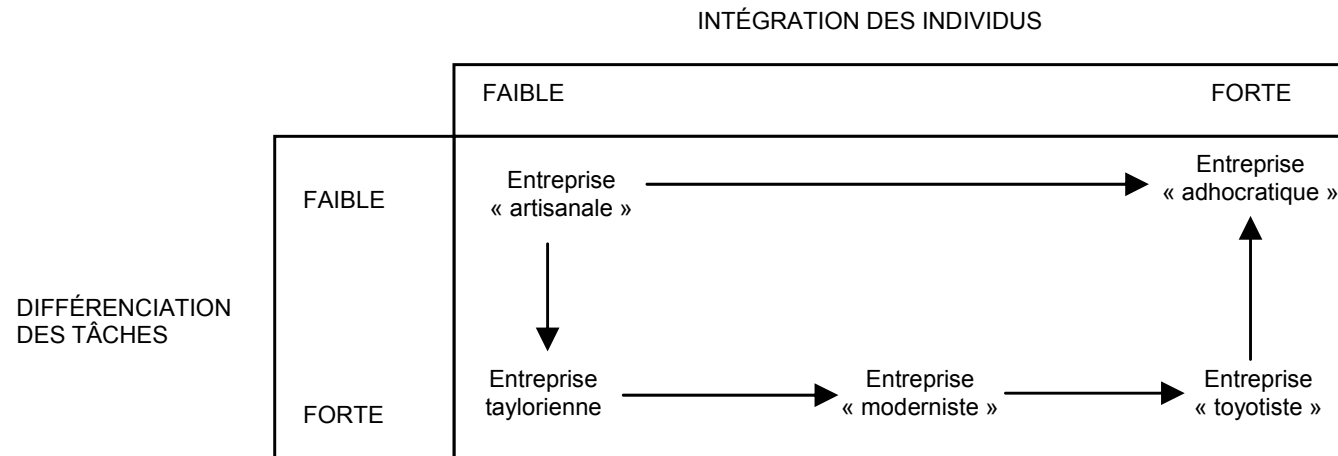 INTÉGRATION DES INDIVIDUS
FAIBLE
FORTE
FAIBLE
Entreprise
« artisanale »
Entreprise
« adhocratique »
DIFFÉRENCIATION
DES TÂCHES
FORTE
Entreprise
taylorienne
Entreprise
« moderniste »
Entreprise
« toyotiste »